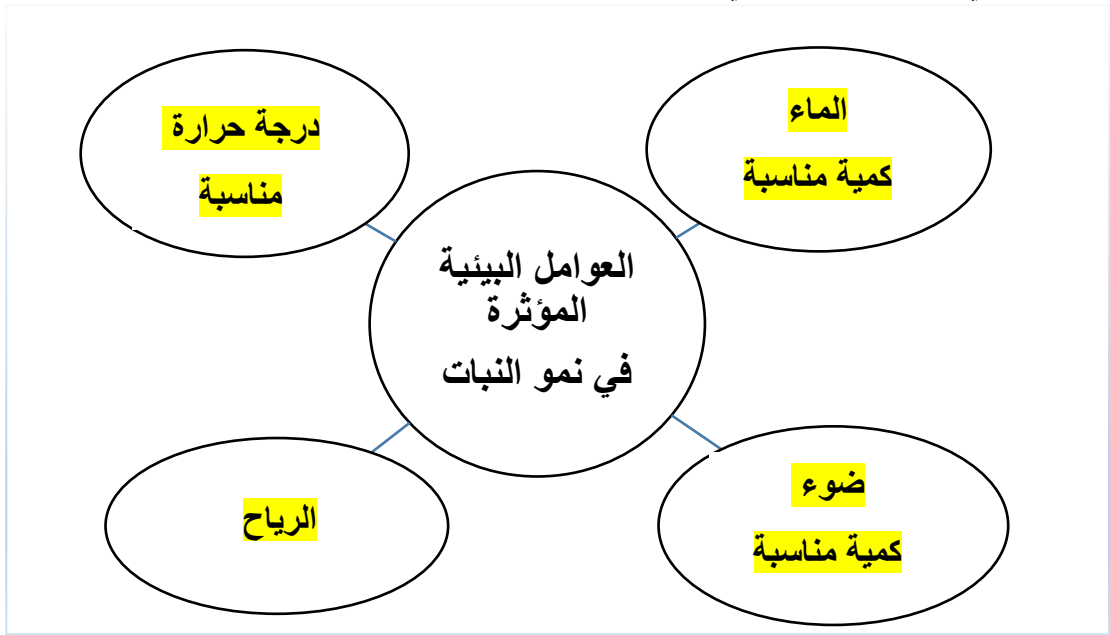 الماء
كمية مناسبة
درجة حرارة
مناسبة
العوامل البيئية
المؤثرة
في نمو النبات
ضوء
كمية مناسبة
الرياح